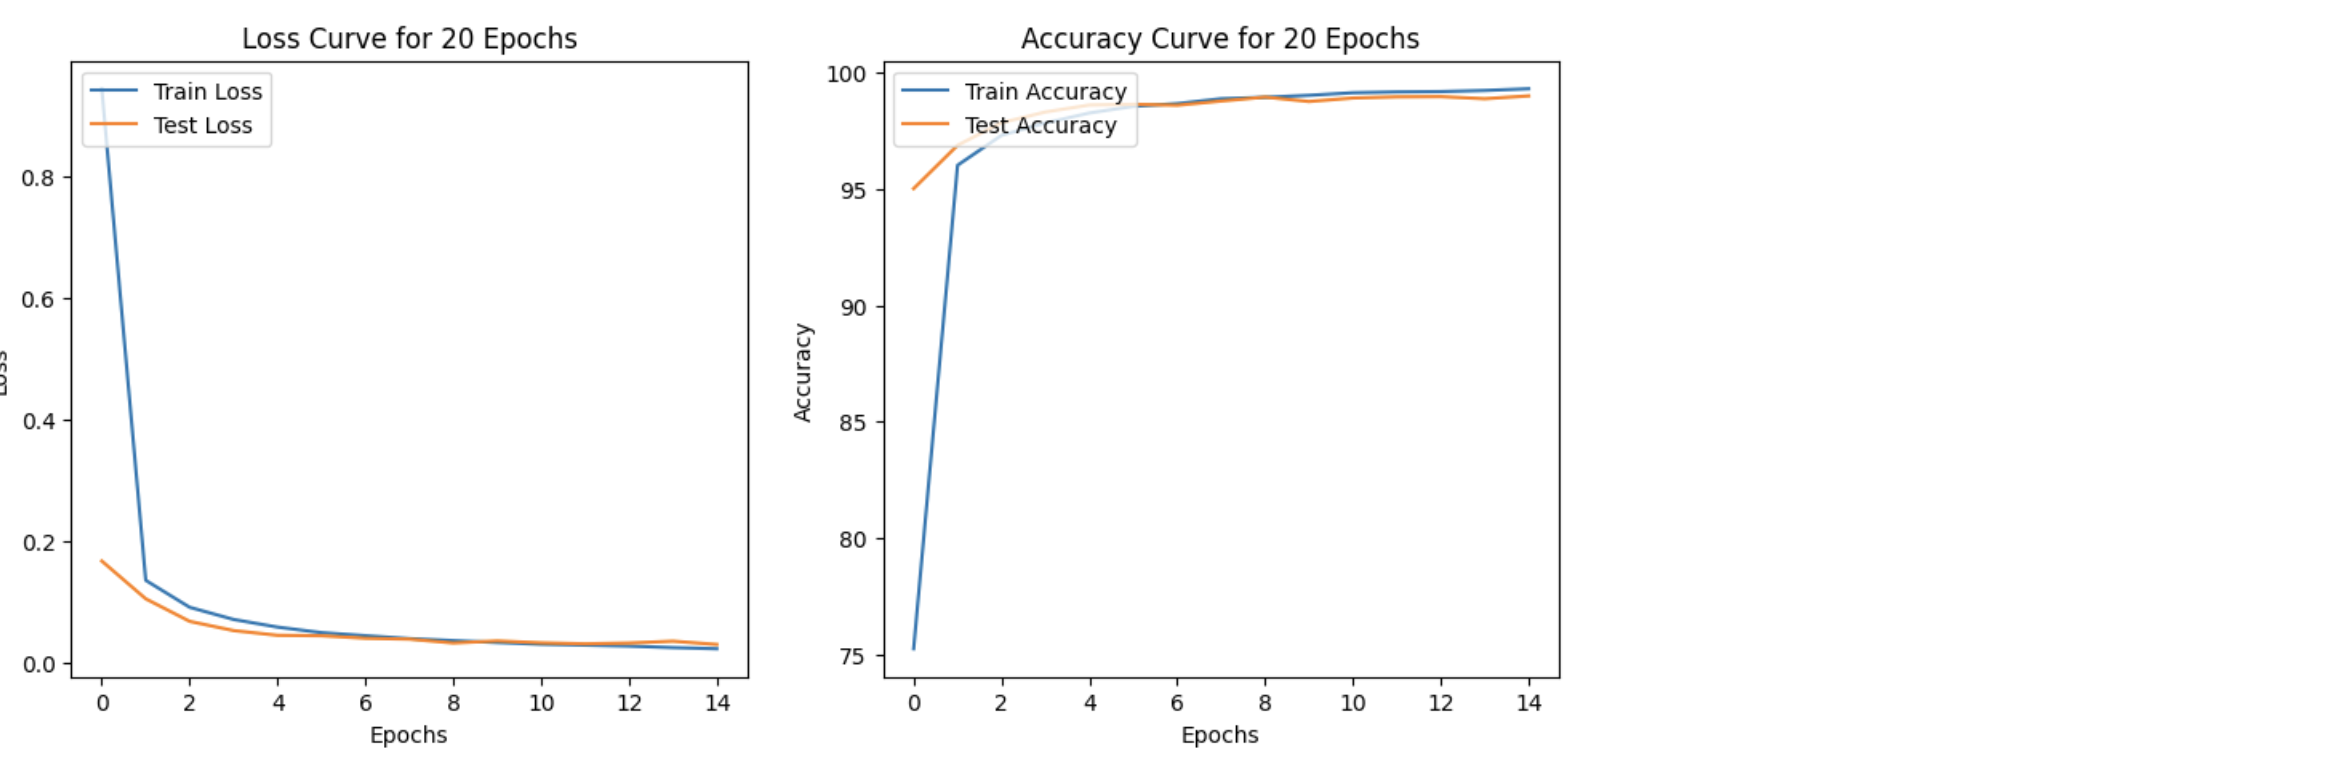 Loss Curve for 20 Epochs
Train Loss
Test Loss
0.8
0.6
0.4
0.2
0.0
0 2 4 6 8 10 12 14
Epochs
Accuracy Curve for 20 Epochs
Train Accuracy
Test Accuracy
Accuracy
100
95
90
85
80
75
0 2 4 6 8 10 12 14
Epochs